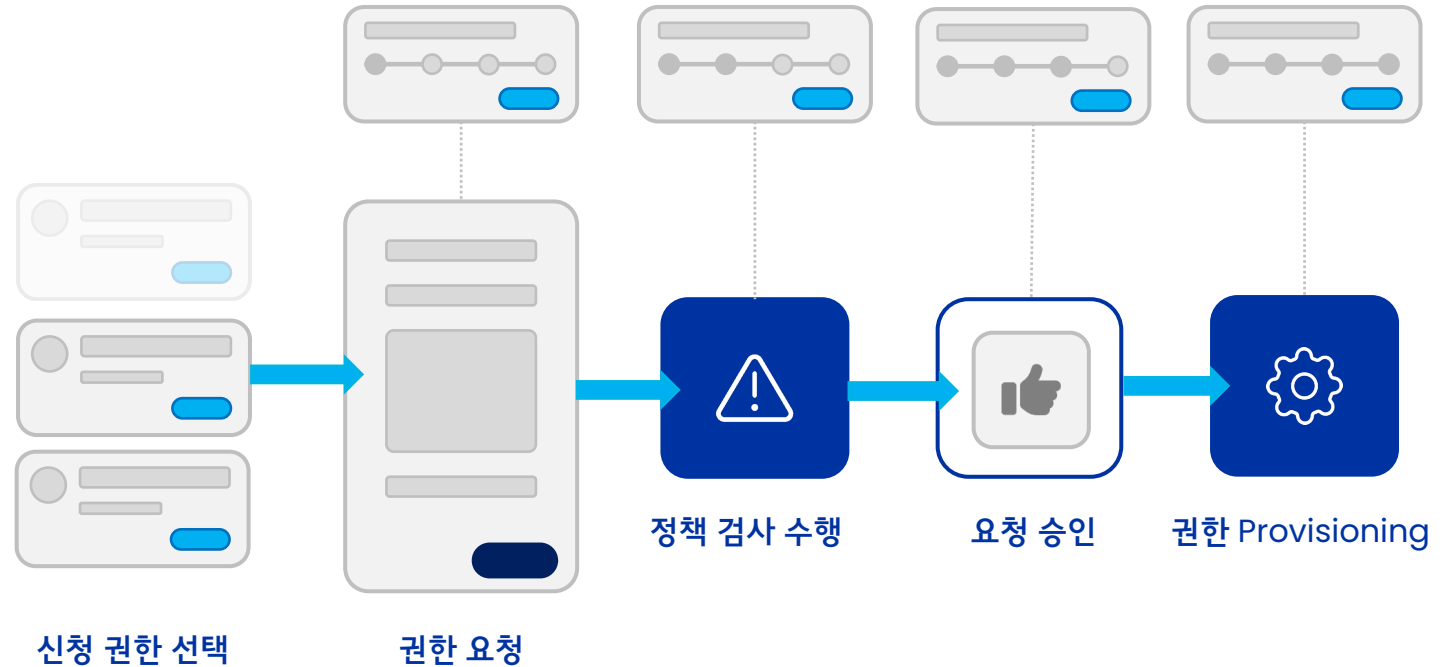 정책 검사 수행
요청 승인
권한 Provisioning
신청 권한 선택
권한 요청